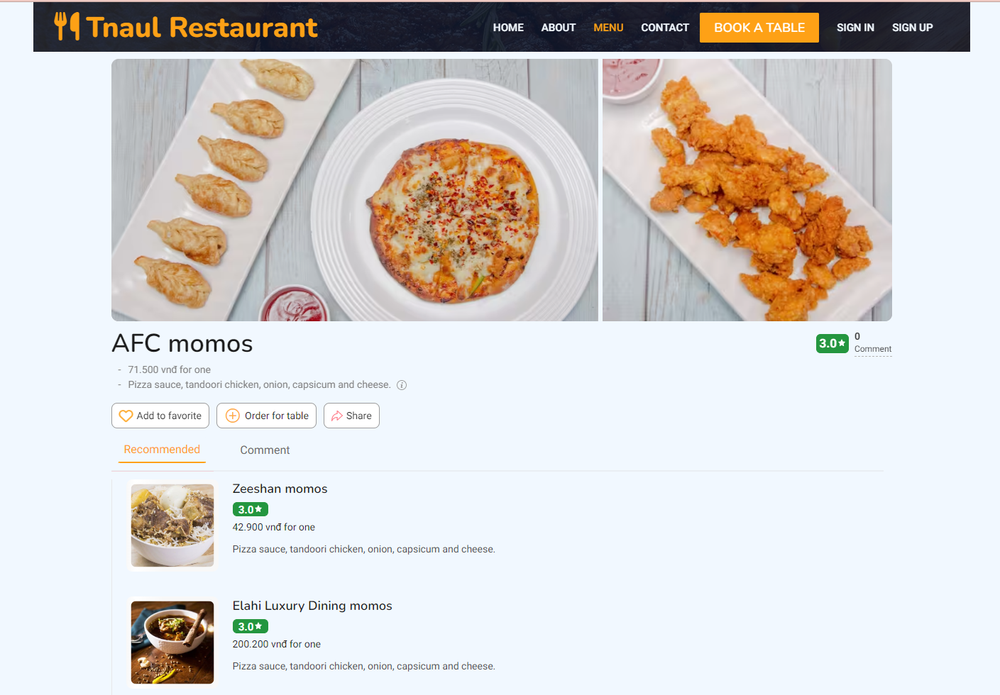 Tnaul Restaurant
HOME ABOUT MENU CONTACT BOOK A TABLE SIGN IN SIGN UP
AFC momos
3.0 0
Comment
- 71.500 vnđ for one
- Pizza sauce, tandoori chicken, onion, capsicum and cheese.
Add to favorite Order for table Share
Recommended Comment
Zeeshan momos
3.0
42.900 vnđ for one
Pizza sauce, tandoori chicken, onion, capsicum and cheese.
Elahi Luxury Dining momos
3.0
200.200 vnđ for one
Pizza sauce, tandoori chicken, onion, capsicum and cheese.